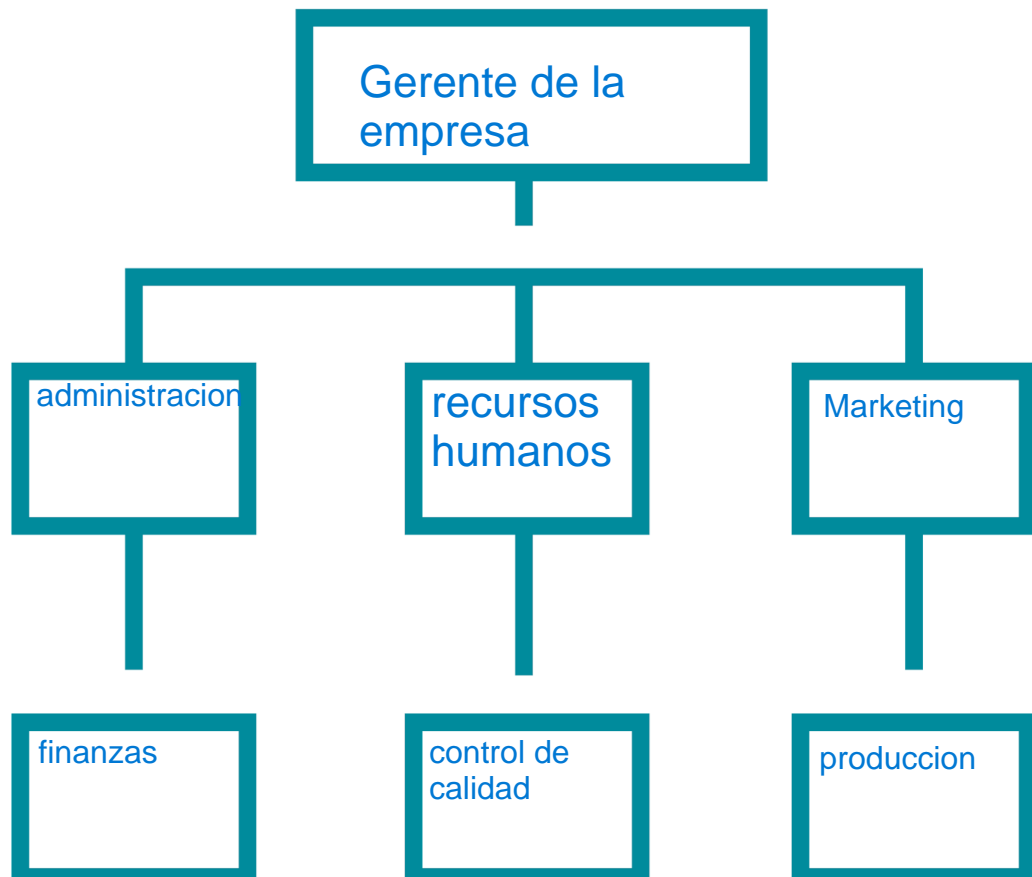 Gerente de la
empresa
administracion
recursos
humanos
Marketing
finanzas
control de
calidad
produccion